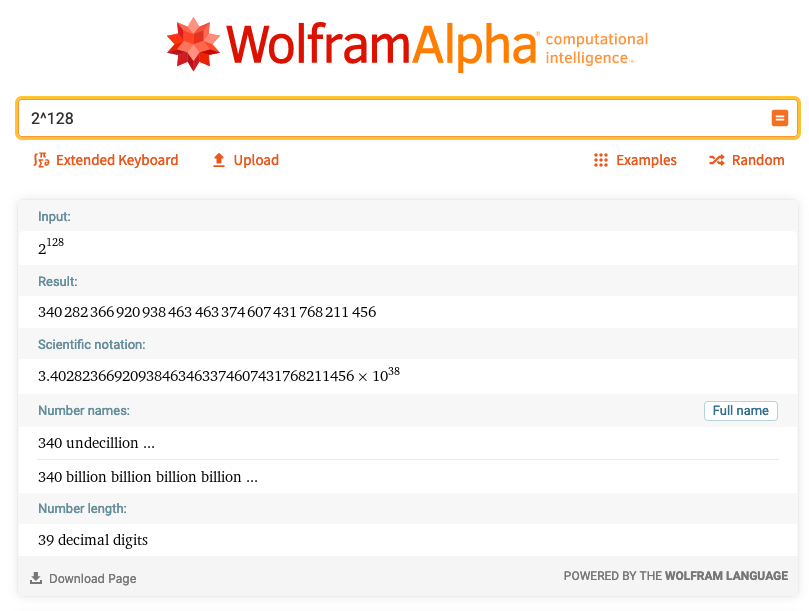 WolframAlpha computational intelligence™
2^128
Extended Keyboard Upload Examples Random
Input:
2^128
Result:
340 282 366 920 938 463 463 374 607 431 768 211 456
Scientific notation:
3.40282366920938463463374607431768211456 × 10^38
Number names: Full name
340 undecillion ...
340 billion billion billion billion ...
Number length:
39 decimal digits
Download Page POWERED BY THE WOLFRAM LANGUAGE